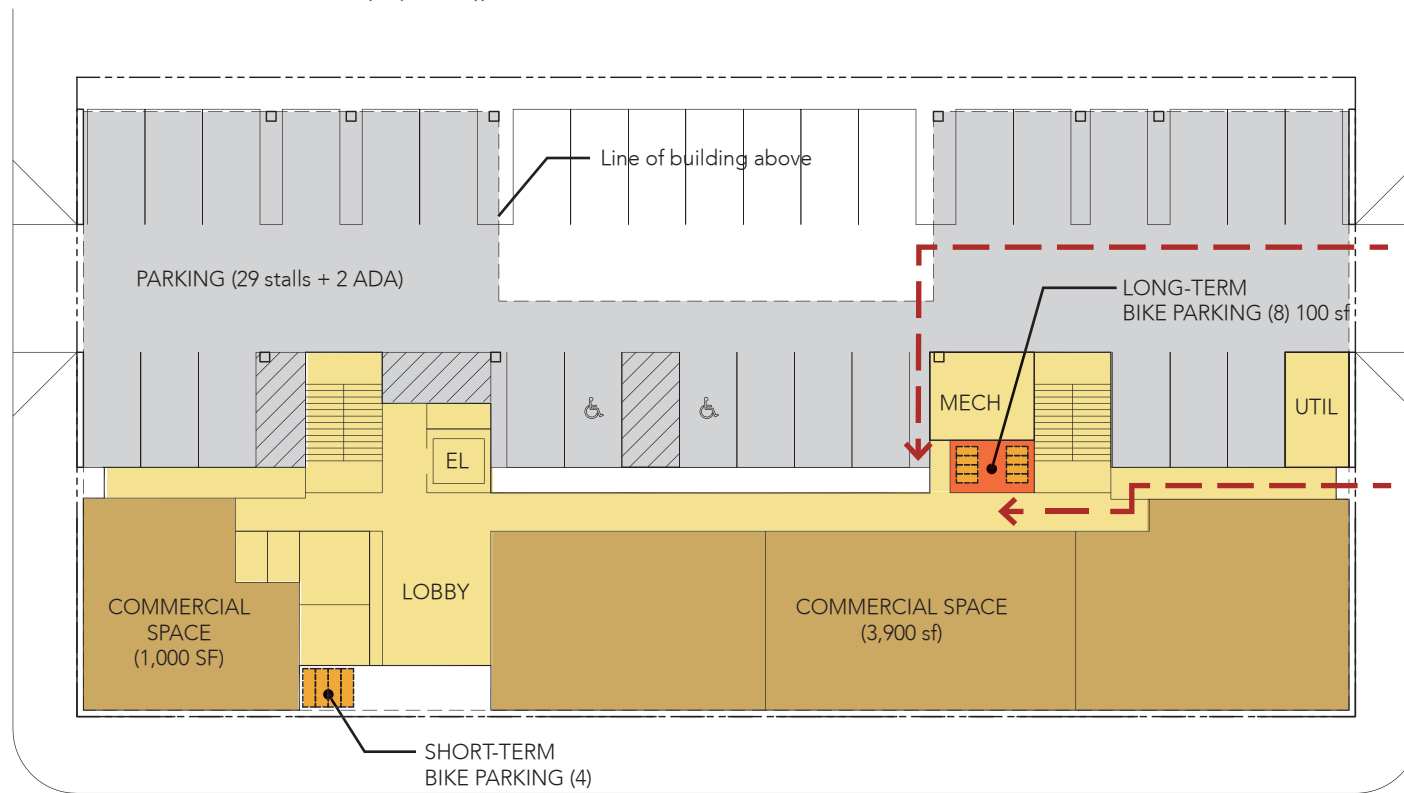 Line of building above
PARKING (29 stalls + 2 ADA)
LONG-TERM
BIKE PARKING (8) 100 sf
MECH
UTIL
EL
LOBBY
COMMERCIAL
SPACE
(1,000 SF)
COMMERCIAL SPACE
(3,900 sf)
SHORT-TERM
BIKE PARKING (4)